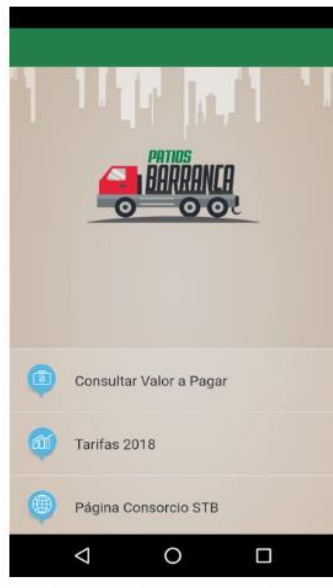 PATIOS
BARRANCA
Consultar Valor a Pagar
Tarifas 2018
Página Consorcio STB